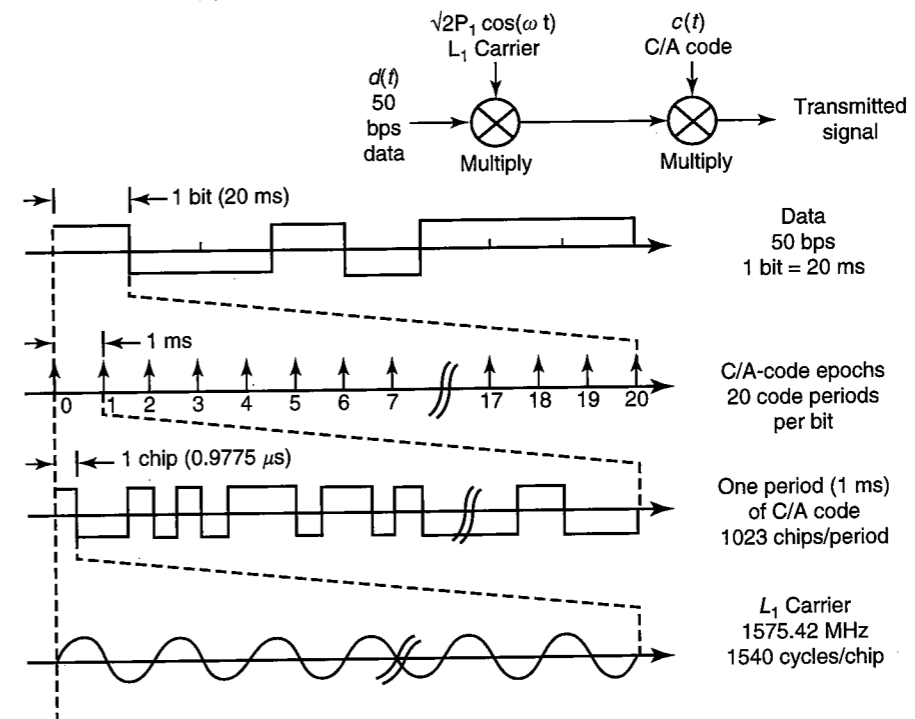 √2P₁ cos(ω t)
L₁ Carrier
c(t)
C/A code
d(t)
50
bps
data
Multiply
Multiply
Transmitted
signal
1 bit (20 ms)
Data
50 bps
1 bit = 20 ms
1 ms
0 1 2 3 4 5 6 7 17 18 19 20
C/A-code epochs
20 code periods
per bit
1 chip (0.9775 μs)
One period (1 ms)
of C/A code
1023 chips/period
L₁ Carrier
1575.42 MHz
1540 cycles/chip